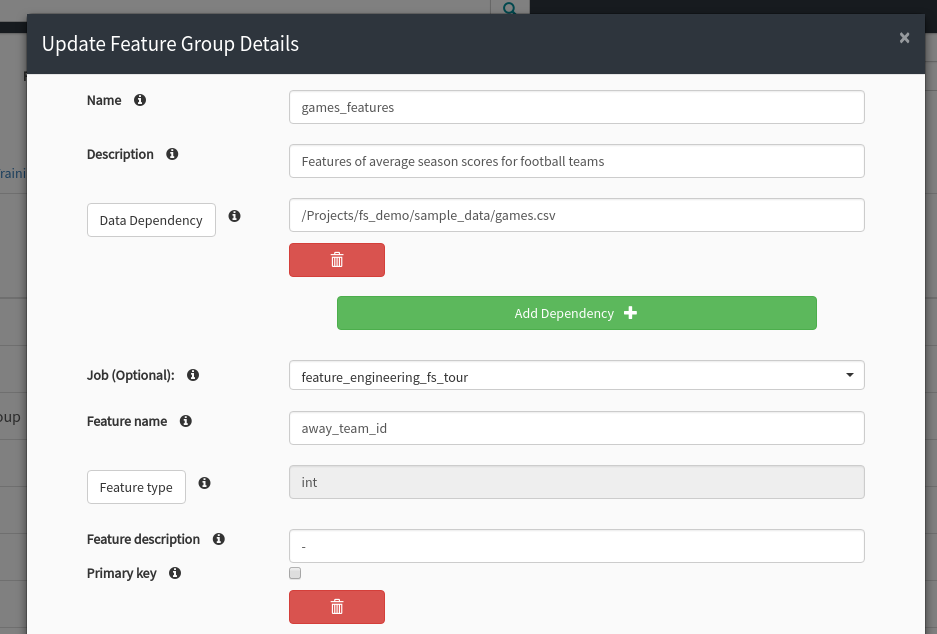 Update Feature Group Details ×
Name
games_features
Description
Features of average season scores for football teams
Data Dependency
/Projects/fs_demo/sample_data/games.csv
Add Dependency
Job (Optional):
feature_engineering_fs_tour
Feature name
away_team_id
Feature type
int
Feature description
-
Primary key
raini
oup